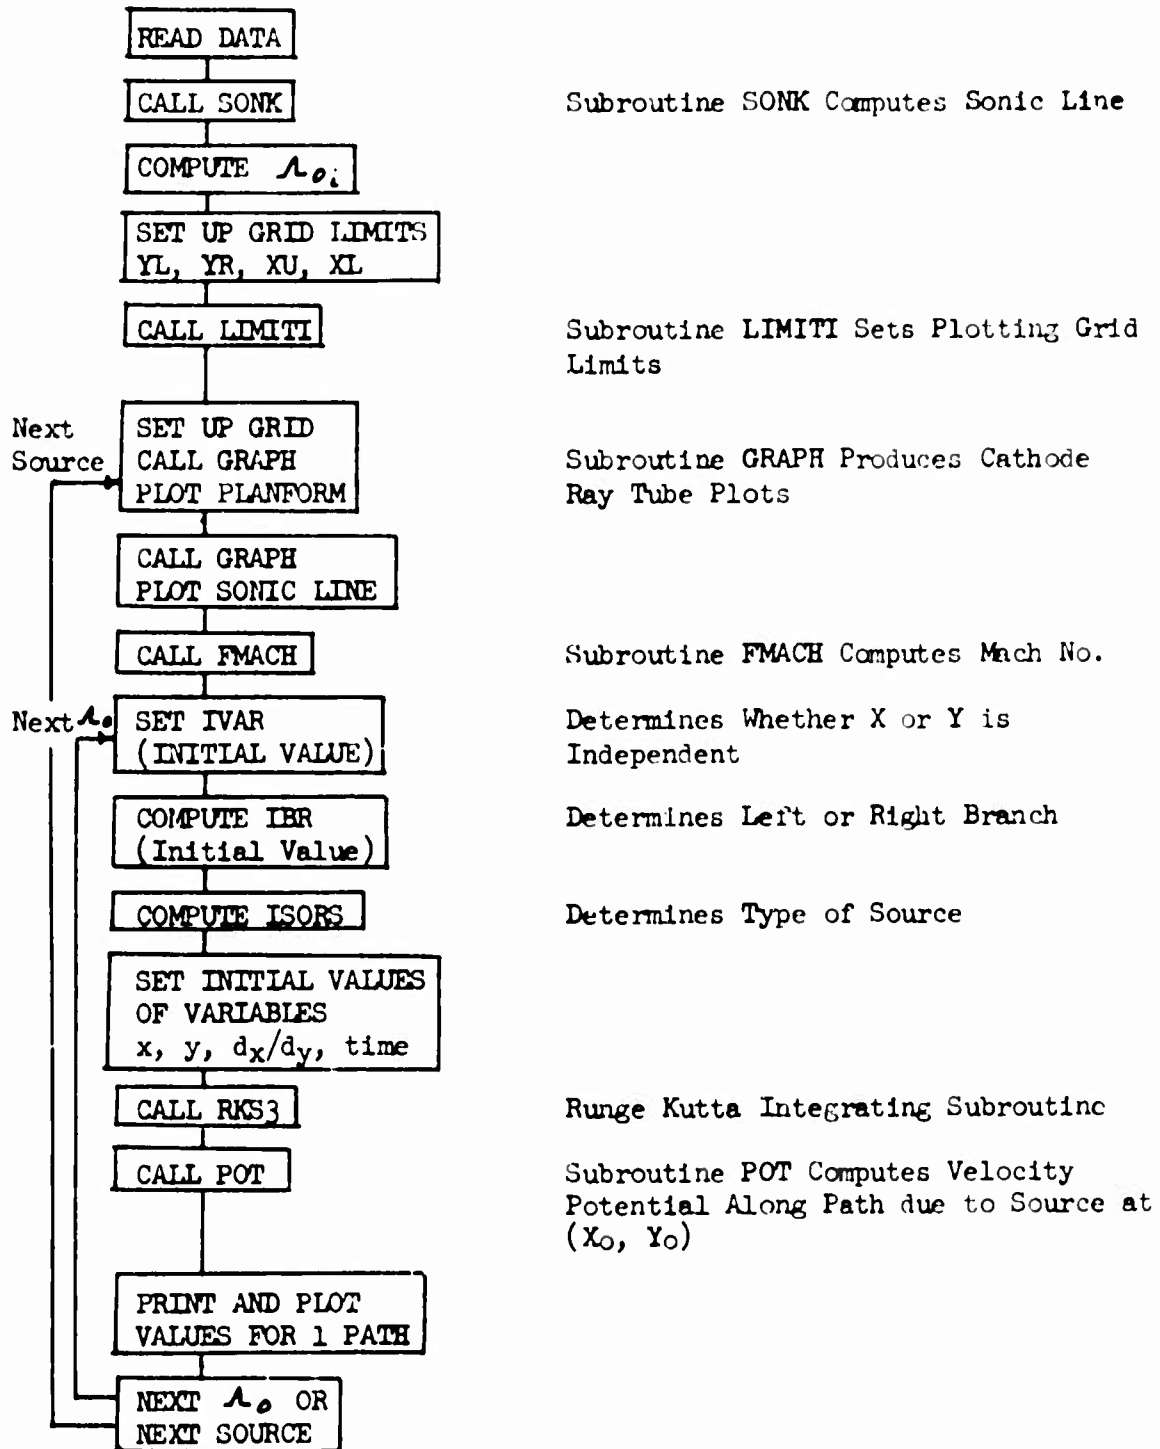 READ DATA
CALL SONK
Subroutine SONK Computes Sonic Line
COMPUTE λ₀ᵢ
SET UP GRID LIMITS
YL, YR, XU, XL
CALL LIMITI
Subroutine LIMITI Sets Plotting Grid
Limits
Next
Source
SET UP GRID
CALL GRAPH
PLOT PLANFORM
Subroutine GRAPH Produces Cathode
Ray Tube Plots
CALL GRAPH
PLOT SONIC LINE
CALL FMACH
Subroutine FMACH Computes Mach No.
Next λ₀
SET IVAR
(INITIAL VALUE)
Determines Whether X or Y is
Independent
COMPUTE IBR
(Initial Value)
Determines Left or Right Branch
COMPUTE ISORS
Determines Type of Source
SET INITIAL VALUES
OF VARIABLES
x, y, dx/dy, time
CALL RKS3
Runge Kutta Integrating Subroutine
CALL POT
Subroutine POT Computes Velocity
Potential Along Path due to Source at
(X₀, Y₀)
PRINT AND PLOT
VALUES FOR 1 PATH
NEXT λ₀ OR
NEXT SOURCE